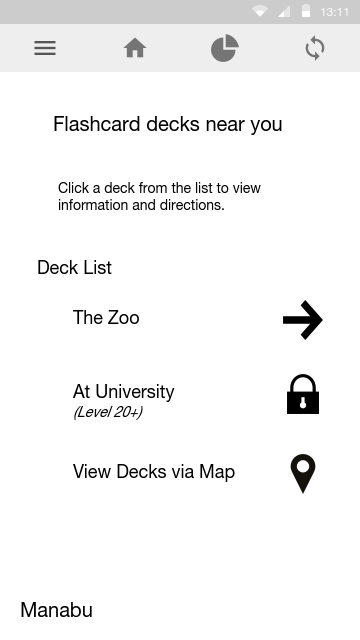 13:11
Flashcard decks near you
Click a deck from the list to view
information and directions.
Deck List
The Zoo
At University
(Level 20+)
View Decks via Map
Manabu